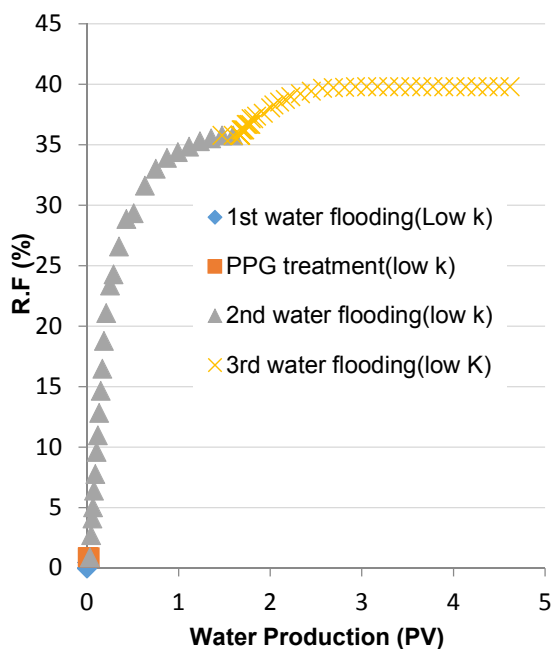 45
40
35
30
25
20
15
10
5
0
R.F (%)
1st water flooding(Low k)
PPG treatment(low k)
2nd water flooding(low k)
3rd water flooding(low K)
0 1 2 3 4 5
Water Production (PV)